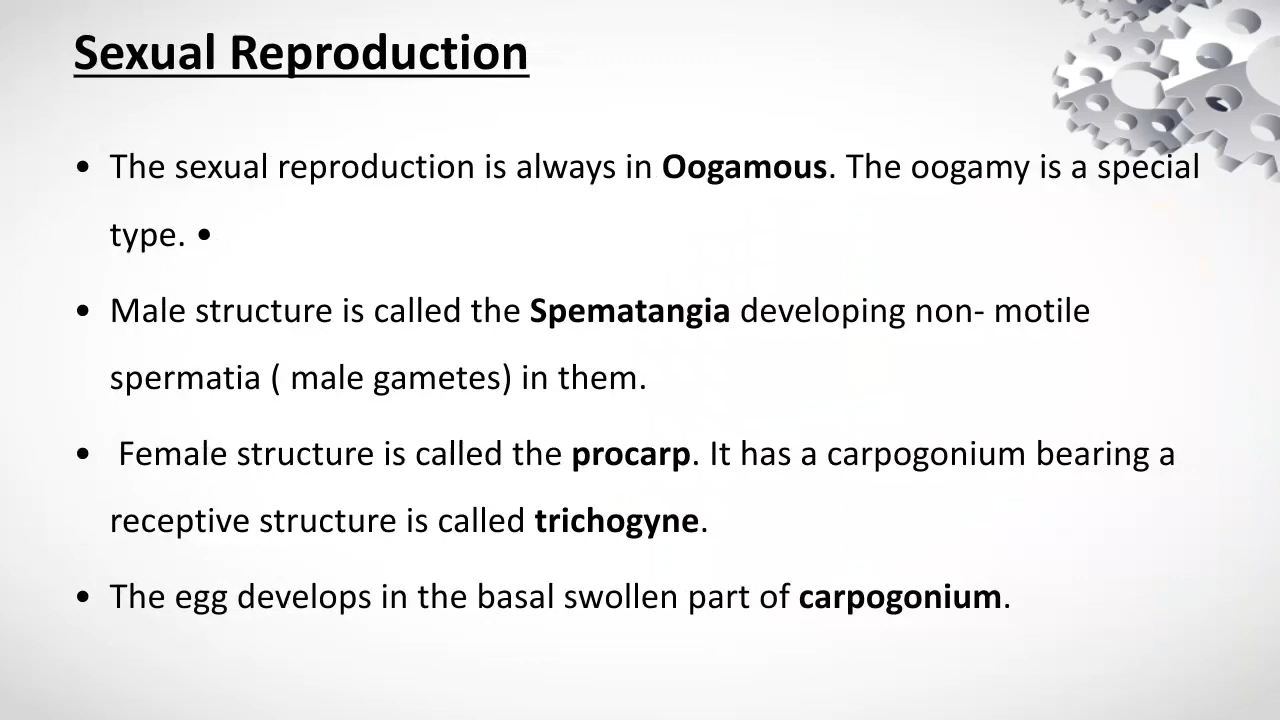 Sexual Reproduction
• The sexual reproduction is always in Oogamous. The oogamy is a special
type. •
• Male structure is called the Spematangia developing non- motile
spermatia ( male gametes) in them.
• Female structure is called the procarp. It has a carpogonium bearing a
receptive structure is called trichogyne.
• The egg develops in the basal swollen part of carpogonium.